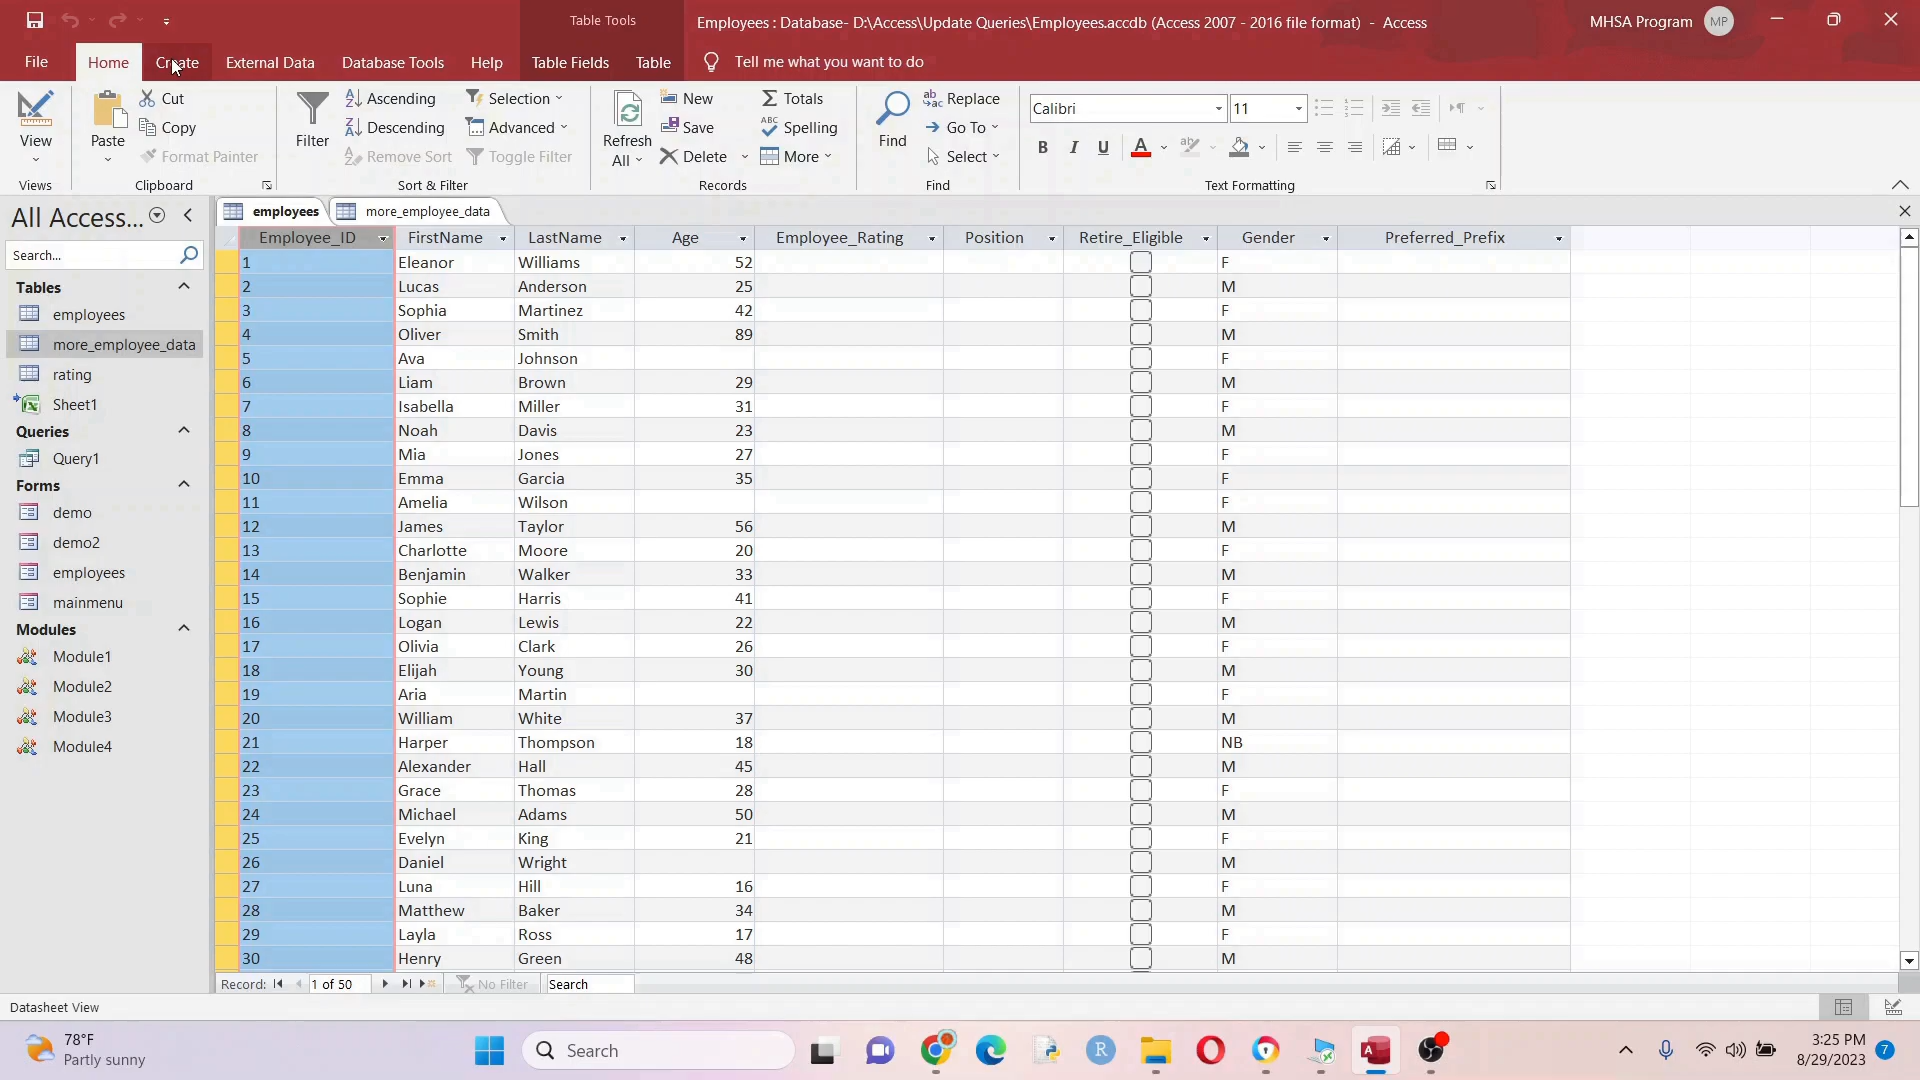 Table Tools
Employees : Database- D:\Access\Update Queries\Employees.accdb (Access 2007 - 2016 file format) - Access
MHSA Program MP
File Home Create External Data Database Tools Help Table Fields Table Tell me what you want to do
View
Views
Paste
Cut
Copy
Format Painter
Clipboard
Filter
Ascending
Descending
Remove Sort
Selection
Advanced
Toggle Filter
Sort & Filter
Refresh
All
New
Save
Delete
Totals
Spelling
More
Records
Find
Replace
Go To
Select
Find
Calibri 11
B I U A
Text Formatting
All Access...
Search...
Tables
employees
more_employee_data
rating
Sheet1
Queries
Query1
Forms
demo
demo2
employees
mainmenu
Modules
Module1
Module2
Module3
Module4
employees more_employee_data
Employee_ID FirstName LastName Age Employee_Rating Position Retire_Eligible Gender Preferred_Prefix
1 Eleanor Williams 52 F
2 Lucas Anderson 25 M
3 Sophia Martinez 42 F
4 Oliver Smith 89 M
5 Ava Johnson F
6 Liam Brown 29 M
7 Isabella Miller 31 F
8 Noah Davis 23 M
9 Mia Jones 27 F
10 Emma Garcia 35 F
11 Amelia Wilson F
12 James Taylor 56 M
13 Charlotte Moore 20 F
14 Benjamin Walker 33 M
15 Sophie Harris 41 F
16 Logan Lewis 22 M
17 Olivia Clark 26 F
18 Elijah Young 30 M
19 Aria Martin F
20 William White 37 M
21 Harper Thompson 18 NB
22 Alexander Hall 45 M
23 Grace Thomas 28 F
24 Michael Adams 50 M
25 Evelyn King 21 F
26 Daniel Wright M
27 Luna Hill 16 F
28 Matthew Baker 34 M
29 Layla Ross 17 F
30 Henry Green 48 M
Record: 1 of 50 No Filter Search
Datasheet View
78°F
Partly sunny
Search
3:25 PM
8/29/2023
7